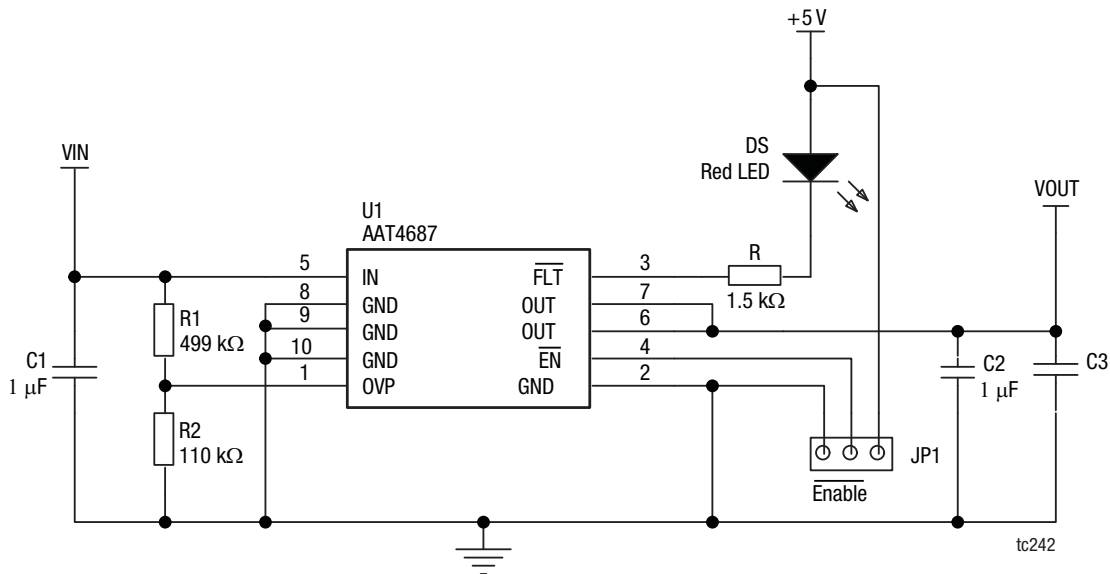 +5 V
VIN
DS
Red LED
VOUT
U1
AAT4687
5
IN
FLT
3
R
1.5 kΩ
8
GND
OUT
7
9
GND
OUT
6
10
GND
EN
4
1
OVP
GND
2
R1
499 kΩ
C1
1 μF
R2
110 kΩ
C2
1 μF
C3
JP1
Enable
tc242